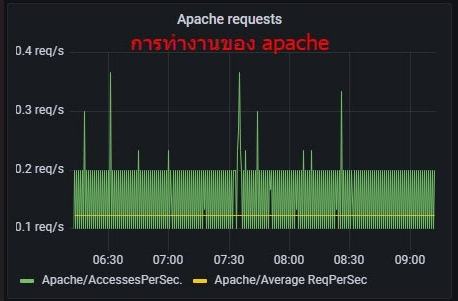 Apache requests
การทำงานของ apache
0.4 req/s
0.3 req/s
0.2 req/s
0.1 req/s
06:30 07:00 07:30 08:00 08:30 09:00
Apache/AccessesPerSec. Apache/Average ReqPerSec